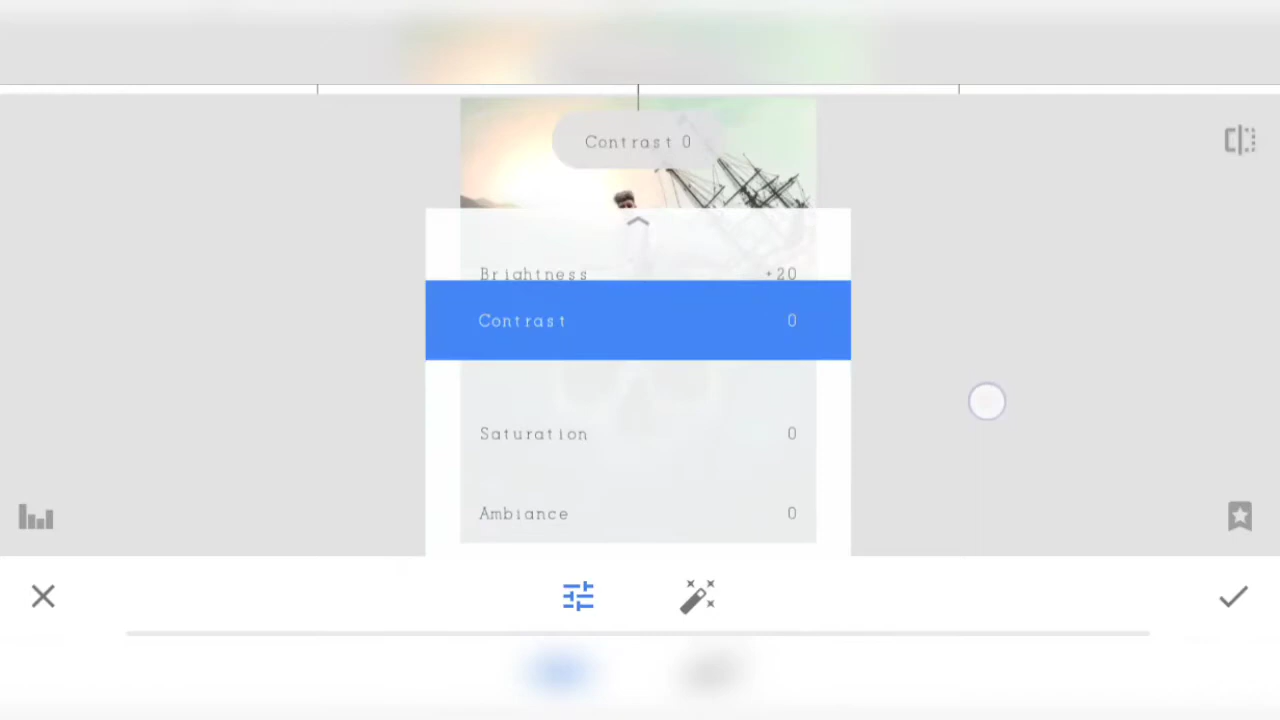 Contrast 0
Brightness +20
Contrast 0
Saturation 0
Ambiance 0